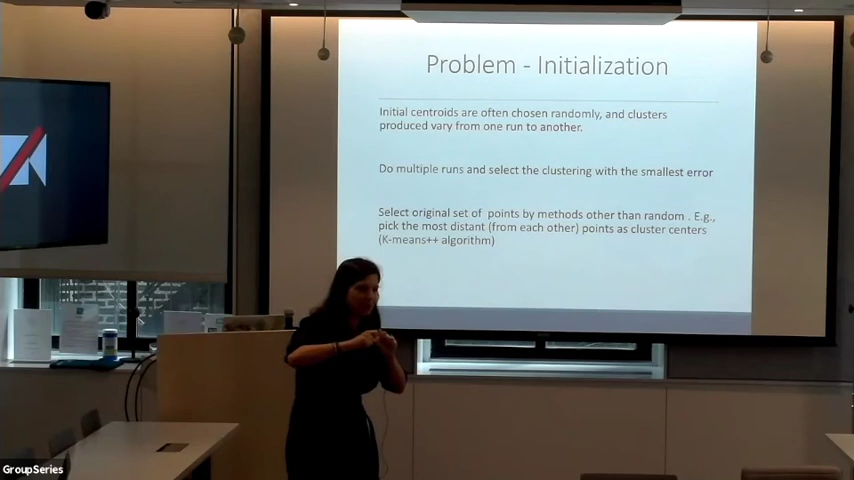 Problem - Initialization
Initial centroids are often chosen randomly, and clusters
produced vary from one run to another.
Do multiple runs and select the clustering with the smallest error
Select original set of points by methods other than random . E.g.,
pick the most distant (from each other) points as cluster centers
(K-means++ algorithm)
GroupSeries